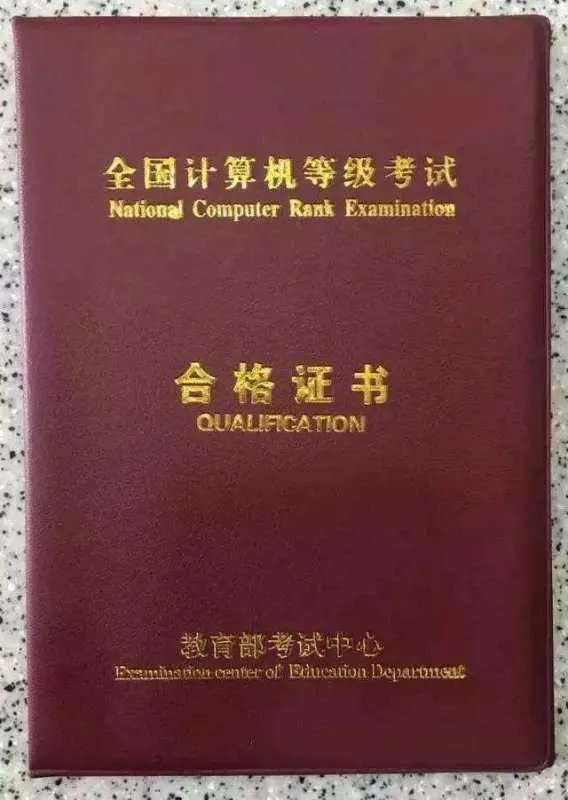 全国计算机等级考试
National Computer Rank Examination
合格证书
QUALIFICATION
教育部考试中心
Examination center of Education Department